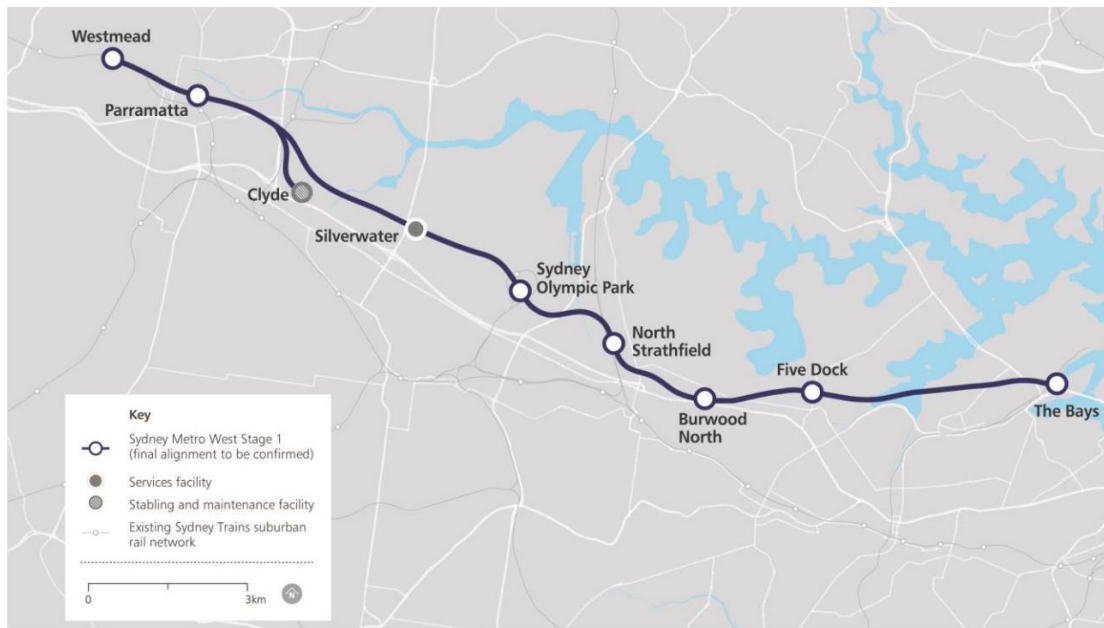 Westmead
Parramatta
Clyde
Silverwater
Sydney
Olympic Park
North
Strathfield
Five Dock
Burwood
North
The Bays
Key
Sydney Metro West Stage 1
(final alignment to be confirmed)
Services facility
Stabling and maintenance facility
Existing Sydney Trains suburban
rail network
0
3km
N